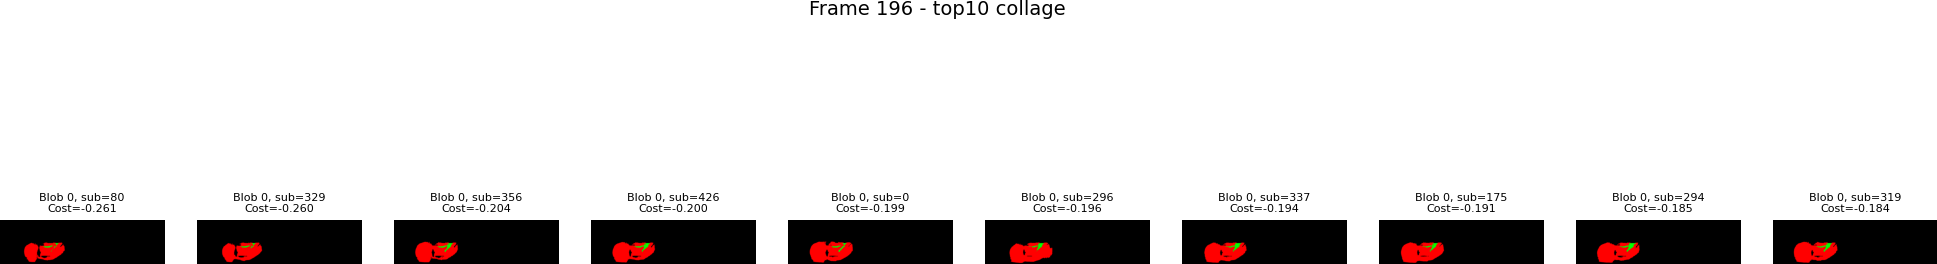 Frame 196 - top10 collage
Blob 0, sub=80
Cost=-0.261
Blob 0, sub=329
Cost=-0.260
Blob 0, sub=356
Cost=-0.204
Blob 0, sub=426
Cost=-0.200
Blob 0, sub=0
Cost=-0.199
Blob 0, sub=296
Cost=-0.196
Blob 0, sub=337
Cost=-0.194
Blob 0, sub=175
Cost=-0.191
Blob 0, sub=294
Cost=-0.185
Blob 0, sub=319
Cost=-0.184